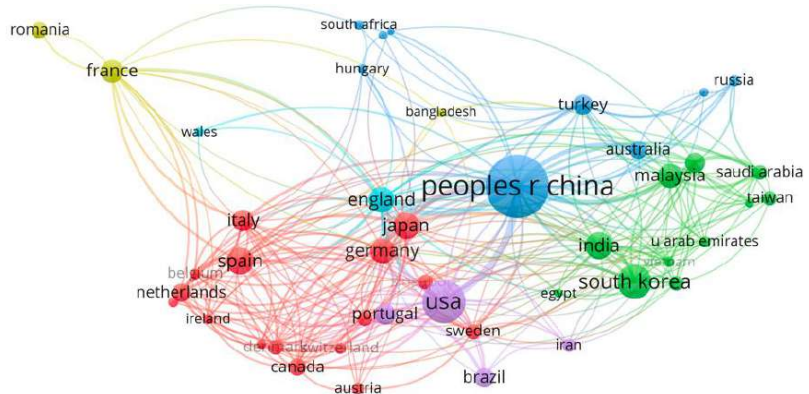 romania
south africa
france
hungary
russia
bangladesh
turkey
wales
australia
malaysia
saudi arabia
peoples r china
taiwan
england
italy
japan
india
u arab emirates
germany
spain
belgium
vietnam
south korea
netherlands
egypt
usa
ireland
portugal
sweden
iran
denmark
switzerland
canada
brazil
austria